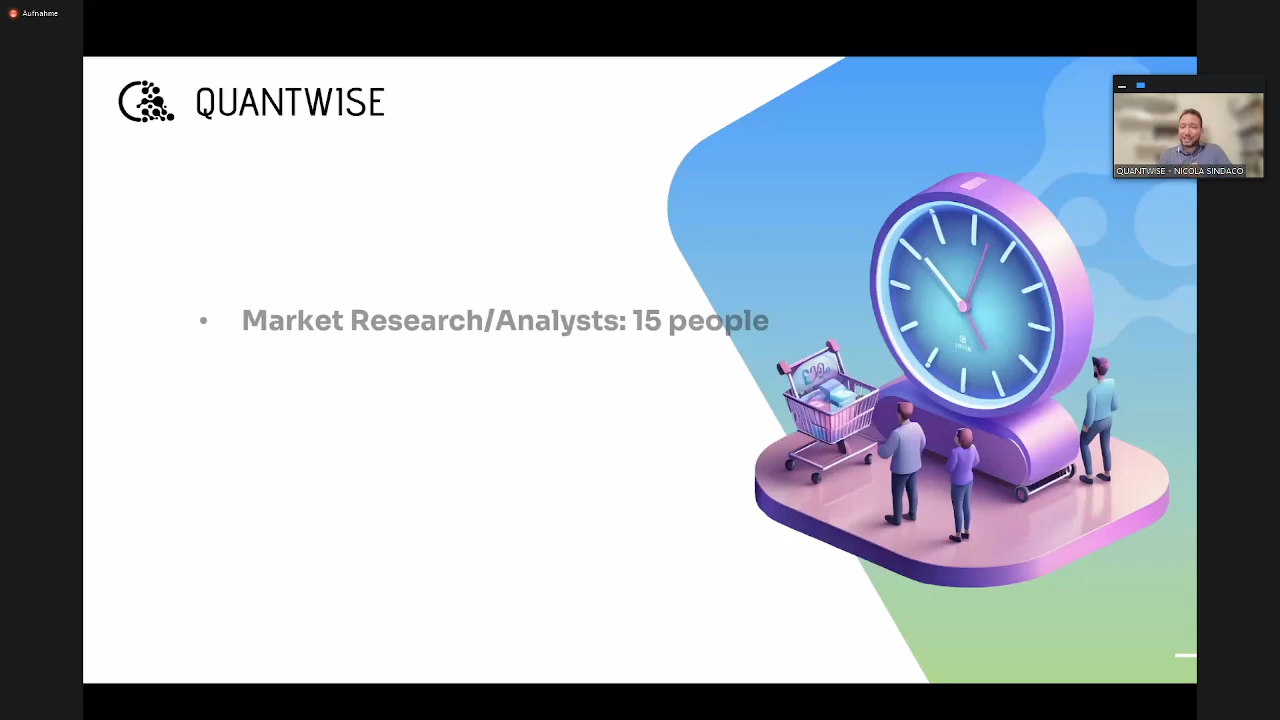 Aufnahme
QUANTWISE
QUANTWISE - NICOLA SINDACO
• Market Research/Analysts: 15 people